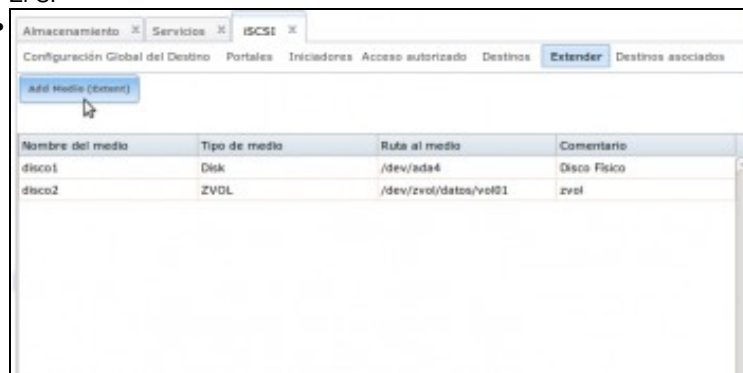 Almacenamiento Servicios iSCSI
Configuración Global del Destino Portales Iniciadores Acceso autorizado Destinos Extender Destinos asociados
Add Medio (Extent)
Nombre del medio Tipo de medio Ruta al medio Comentario
disco1 Disk /dev/ada4 Disco Físico
disco2 ZVOL /dev/zvol/datos/vol01 zvol